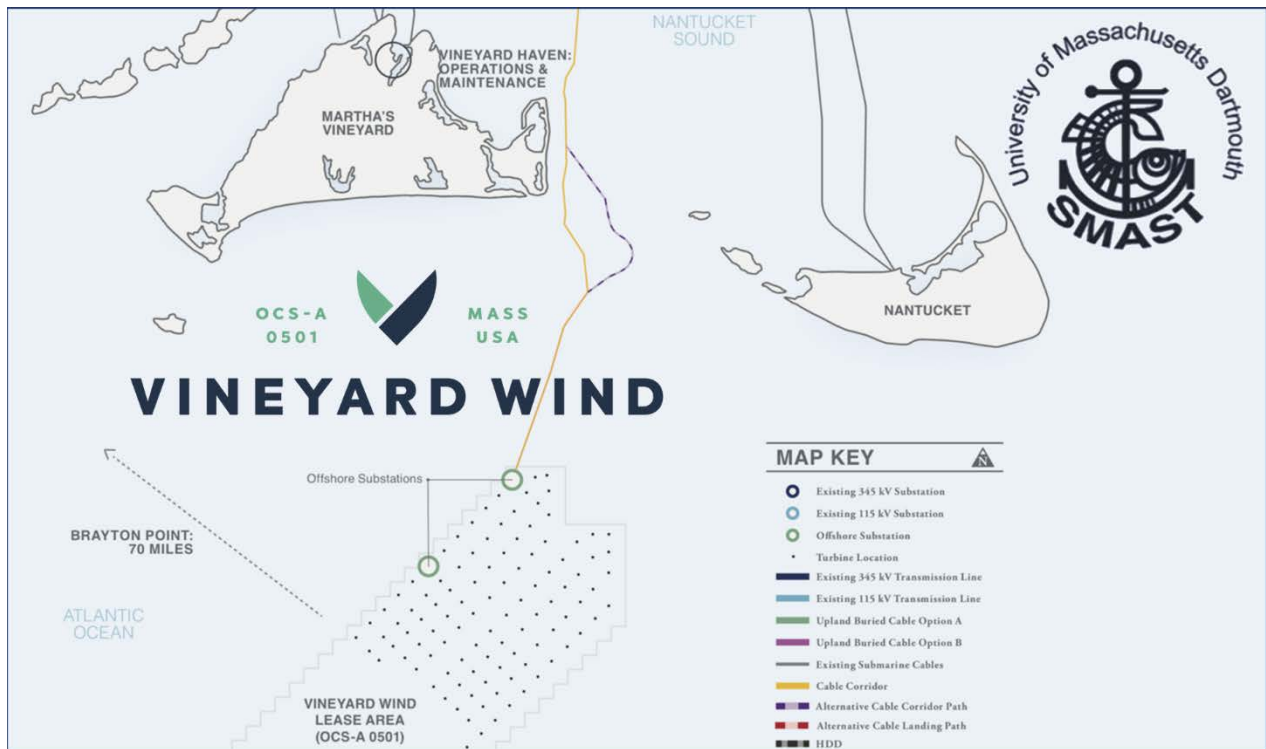 NANTUCKET
SOUND
University of Massachusetts Dartmouth
SMAST
VINEYARD HAVEN:
OPERATIONS &
MAINTENANCE
MARTHA'S
VINEYARD
NANTUCKET
OCS-A
0501
MASS
USA
VINEYARD WIND
Offshore Substations
BRAYTON POINT:
70 MILES
ATLANTIC
OCEAN
VINEYARD WIND
LEASE AREA
(OCS-A 0501)
MAP KEY
N
Existing 345 kV Substation
Existing 115 kV Substation
Offshore Substation
Turbine Location
Existing 345 kV Transmission Line
Existing 115 kV Transmission Line
Upland Buried Cable Option A
Upland Buried Cable Option B
Existing Submarine Cables
Cable Corridor
Alternative Cable Corridor Path
Alternative Cable Landing Path
HDD